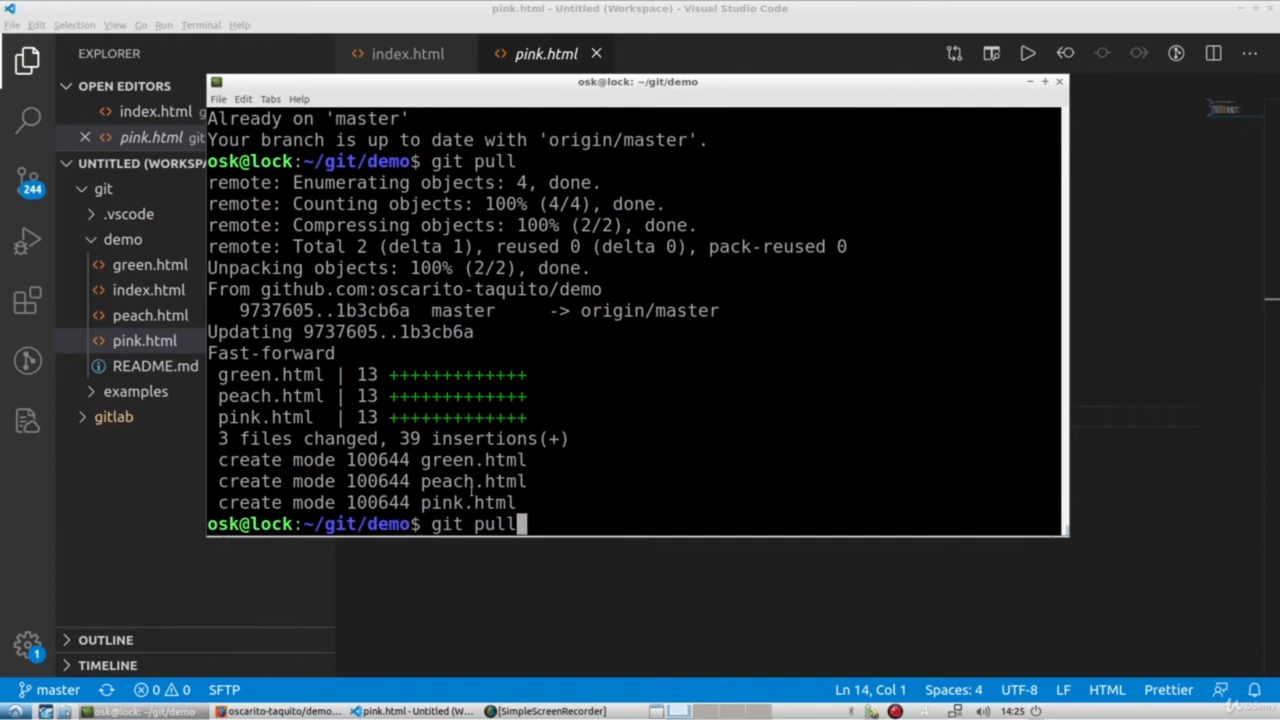 pink.html - Untitled (Workspace) - Visual Studio Code
File Edit Selection View Go Run Terminal Help
EXPLORER
index.html
pink.html
OPEN EDITORS
index.html
pink.html git
UNTITLED (WORKSPA
244
git
.vscode
demo
green.html
index.html
peach.html
pink.html
README.md
examples
gitlab
osk@lock: ~/git/demo
File Edit Tabs Help
Already on 'master'
Your branch is up to date with 'origin/master'.
osk@lock:~/git/demo$ git pull
remote: Enumerating objects: 4, done.
remote: Counting objects: 100% (4/4), done.
remote: Compressing objects: 100% (2/2), done.
remote: Total 2 (delta 1), reused 0 (delta 0), pack-reused 0
Unpacking objects: 100% (2/2), done.
From github.com:oscarito-taquito/demo
9737605..1b3cb6a master -> origin/master
Updating 9737605..1b3cb6a
Fast-forward
green.html | 13 +++++++++++++
peach.html | 13 +++++++++++++
pink.html | 13 +++++++++++++
3 files changed, 39 insertions(+)
create mode 100644 green.html
create mode 100644 peach.html
create mode 100644 pink.html
osk@lock:~/git/demo$ git pull
OUTLINE
1
TIMELINE
master 0 0 SFTP Ln 14, Col 1 Spaces: 4 UTF-8 LF HTML Prettier
osk@lock: ~/git/demo oscarito-taquito/demo... pink.html - Untitled (W... [SimpleScreenRecorder] 14:25
Udemy